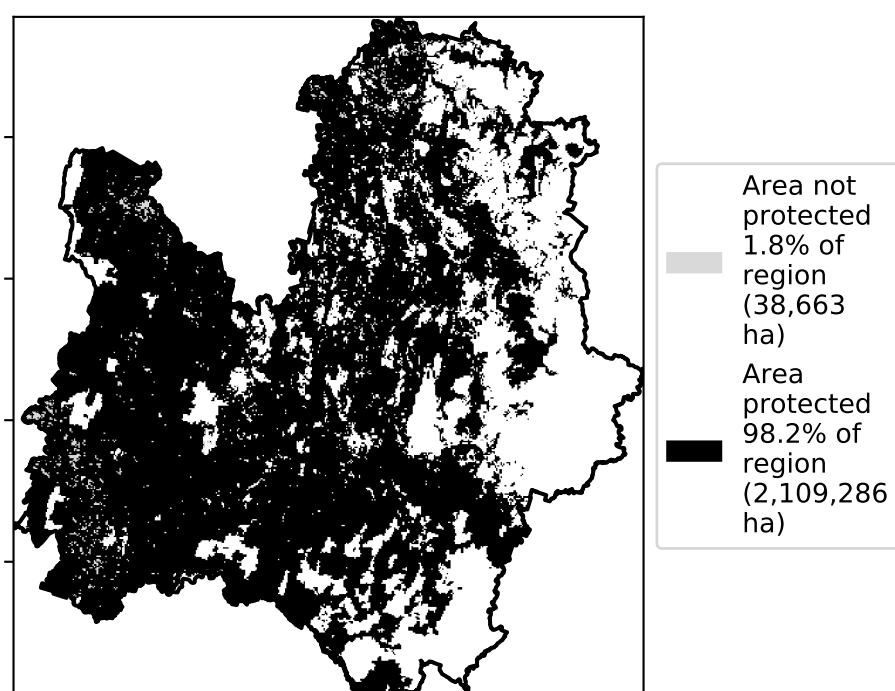 Area not
protected
1.8% of
region
(38,663
ha)
Area
protected
98.2% of
region
(2,109,286
ha)